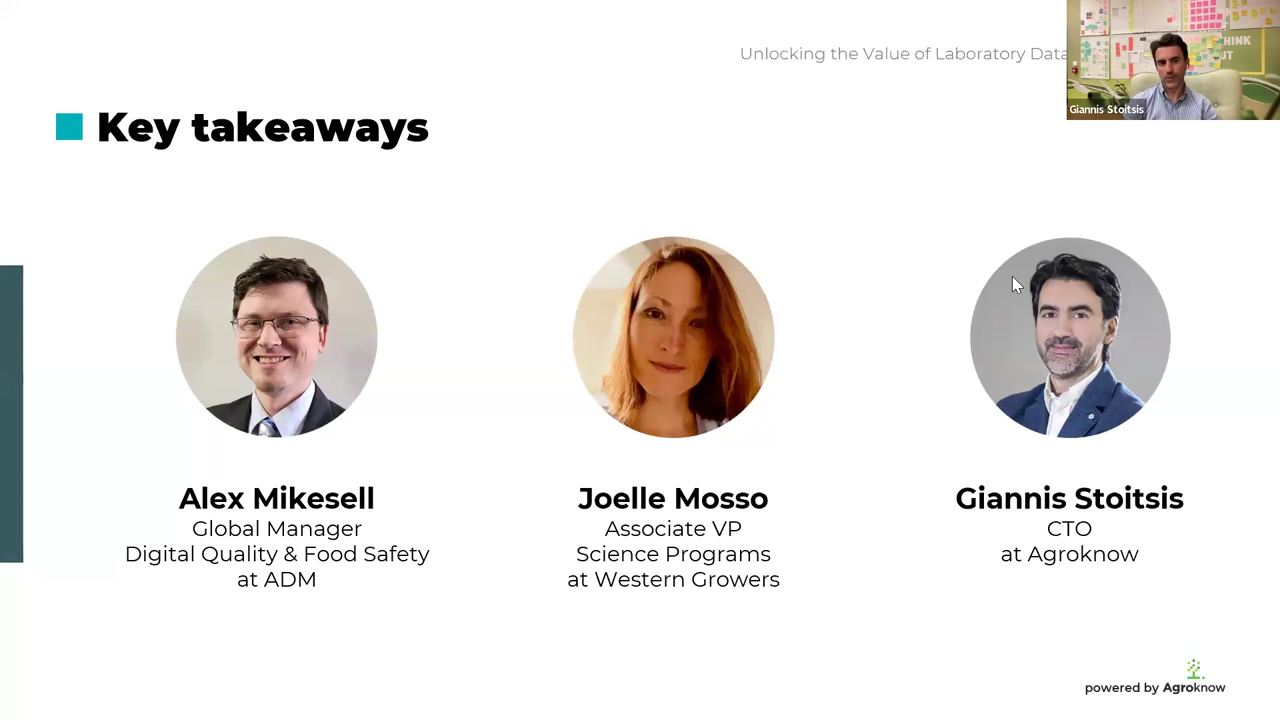 Unlocking the Value of Laboratory Data
THINK
Giannis Stoitsis
Key takeaways
Alex Mikesell
Global Manager
Digital Quality & Food Safety
at ADM
Joelle Mosso
Associate VP
Science Programs
at Western Growers
Giannis Stoitsis
CTO
at Agroknow
powered by Agroknow